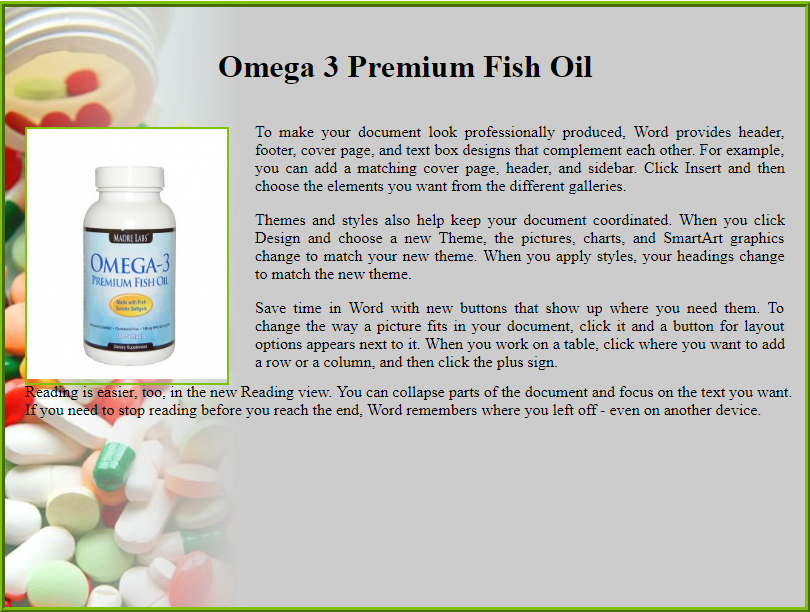 Omega 3 Premium Fish Oil
To make your document look professionally produced, Word provides header,
footer, cover page, and text box designs that complement each other. For example,
you can add a matching cover page, header, and sidebar. Click Insert and then
choose the elements you want from the different galleries.
Themes and styles also help keep your document coordinated. When you click
Design and choose a new Theme, the pictures, charts, and SmartArt graphics
change to match your new theme. When you apply styles, your headings change
to match the new theme.
Save time in Word with new buttons that show up where you need them. To
change the way a picture fits in your document, click it and a button for layout
options appears next to it. When you work on a table, click where you want to add
a row or a column, and then click the plus sign.
MADRE LABS
OMEGA-3
PREMIUM FISH OIL
Made with Fish
Gelatin Softgels
Dietary Supplement
Reading is easier, too, in the new Reading view. You can collapse parts of the document and focus on the text you want.
If you need to stop reading before you reach the end, Word remembers where you left off - even on another device.